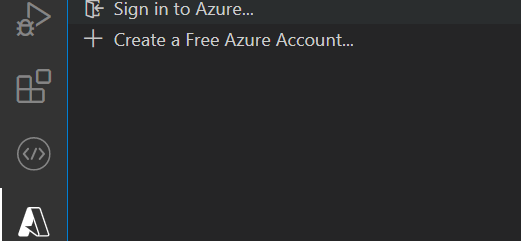 Sign in to Azure...
Create a Free Azure Account...